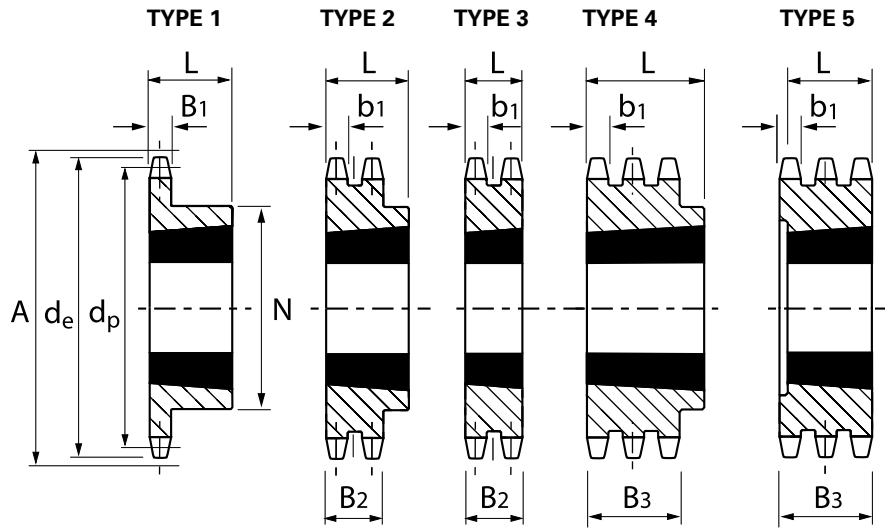 TYPE 1 TYPE 2 TYPE 3 TYPE 4 TYPE 5
L L L L L
B1 b1 b1 b1 b1
A de dp N
B2 B2 B3 B3